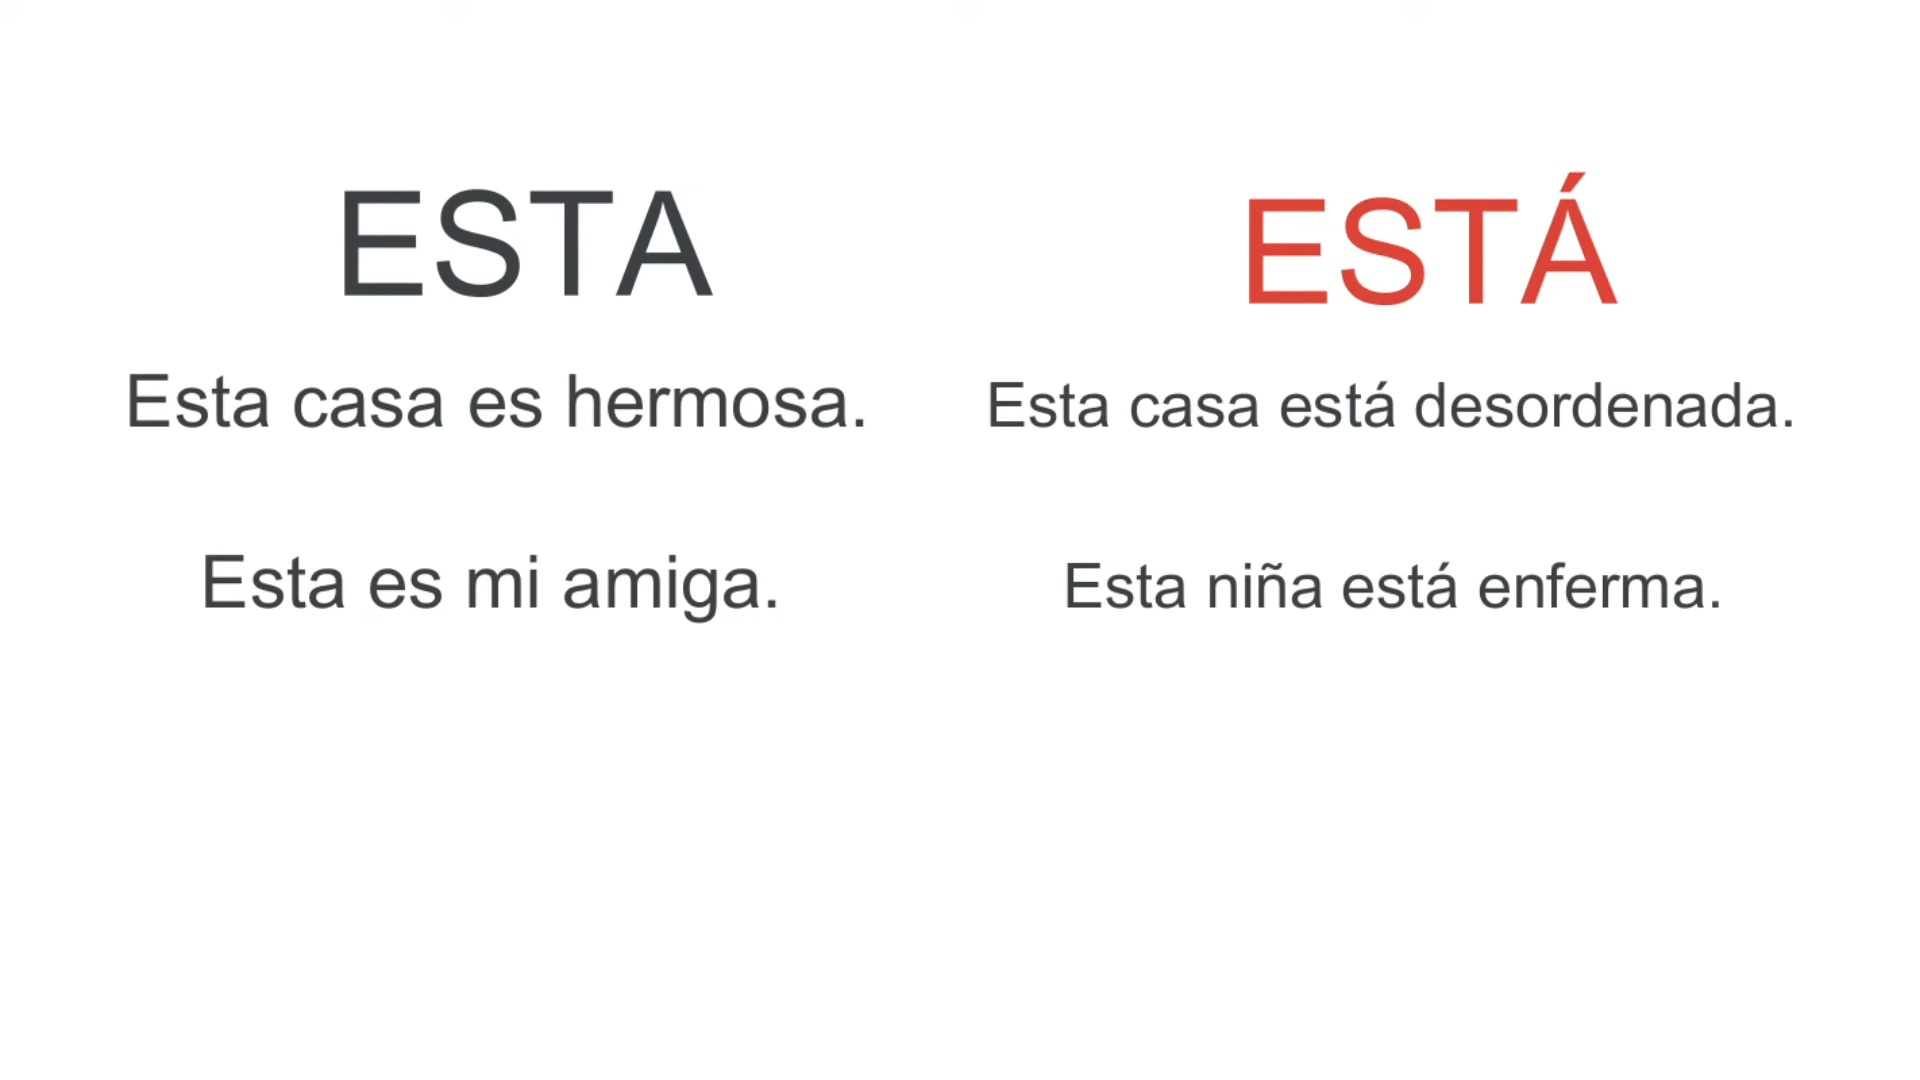 ESTA
Esta casa es hermosa.
Esta es mi amiga.
ESTÁ
Esta casa está desordenada.
Esta niña está enferma.